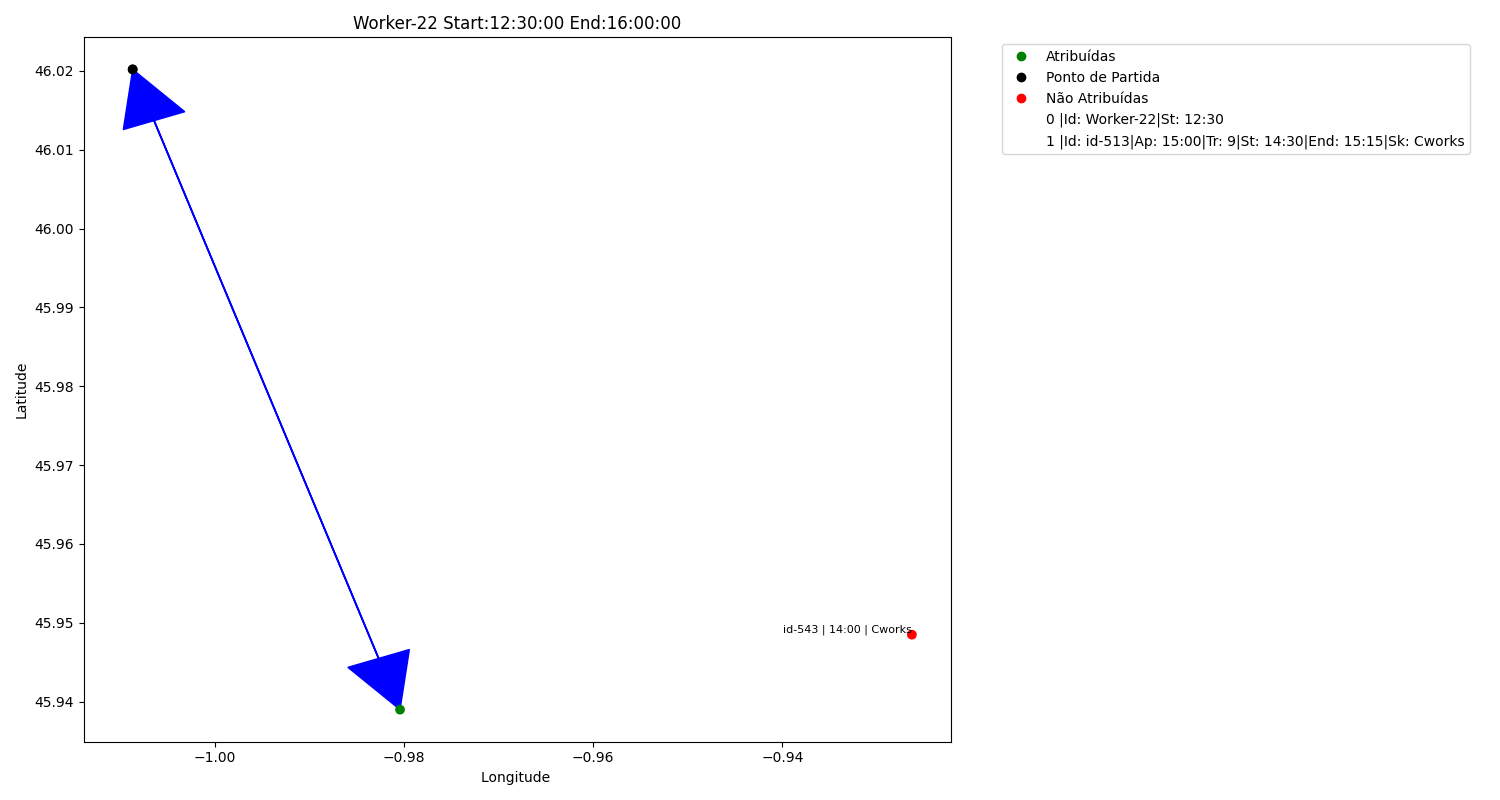 Worker-22 Start:12:30:00 End:16:00:00
Atribuídas
Ponto de Partida
Não Atribuídas
0 |Id: Worker-22|St: 12:30
1 |Id: id-513|Ap: 15:00|Tr: 9|St: 14:30|End: 15:15|Sk: Cworks
46.02
46.01
46.00
45.99
45.98
45.97
45.96
45.95
45.94
Latitude
id-543 | 14:00 | Cworks
−1.00
−0.98
−0.96
−0.94
Longitude